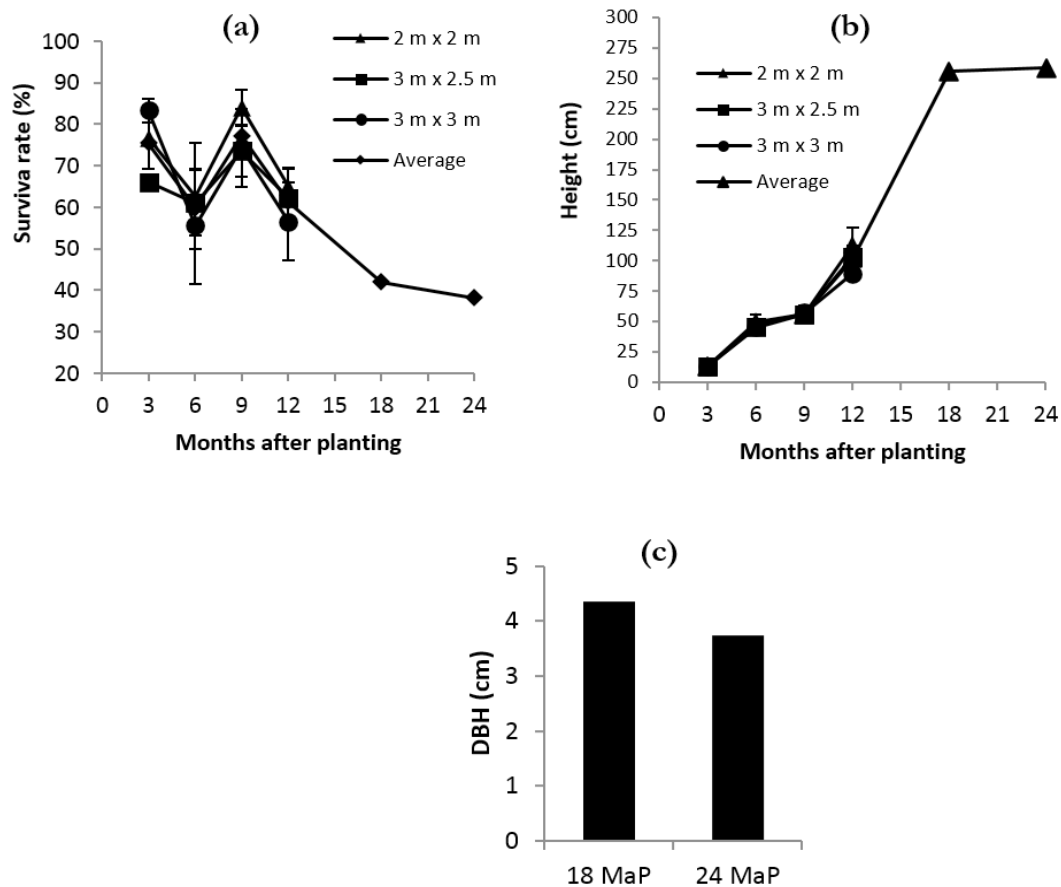 (a)
2 m x 2 m
3 m x 2.5 m
3 m x 3 m
Average
Surviva rate (%)
100
90
80
70
60
50
40
30
20
0 3 6 9 12 15 18 21 24
Months after planting
(b)
2 m x 2 m
3 m x 2.5 m
3 m x 3 m
Average
Height (cm)
300
275
250
225
200
175
150
125
100
75
50
25
0
0 3 6 9 12 15 18 21 24
Months after planting
(c)
DBH (cm)
5
4
3
2
1
0
18 MaP 24 MaP